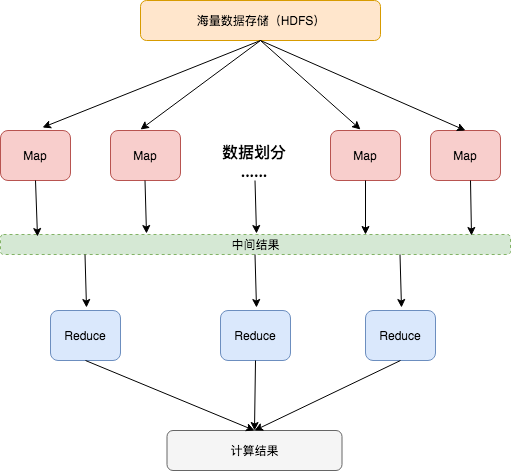 海量数据存储（HDFS）
Map
Map
数据划分
......
Map
Map
中间结果
Reduce
Reduce
Reduce
计算结果